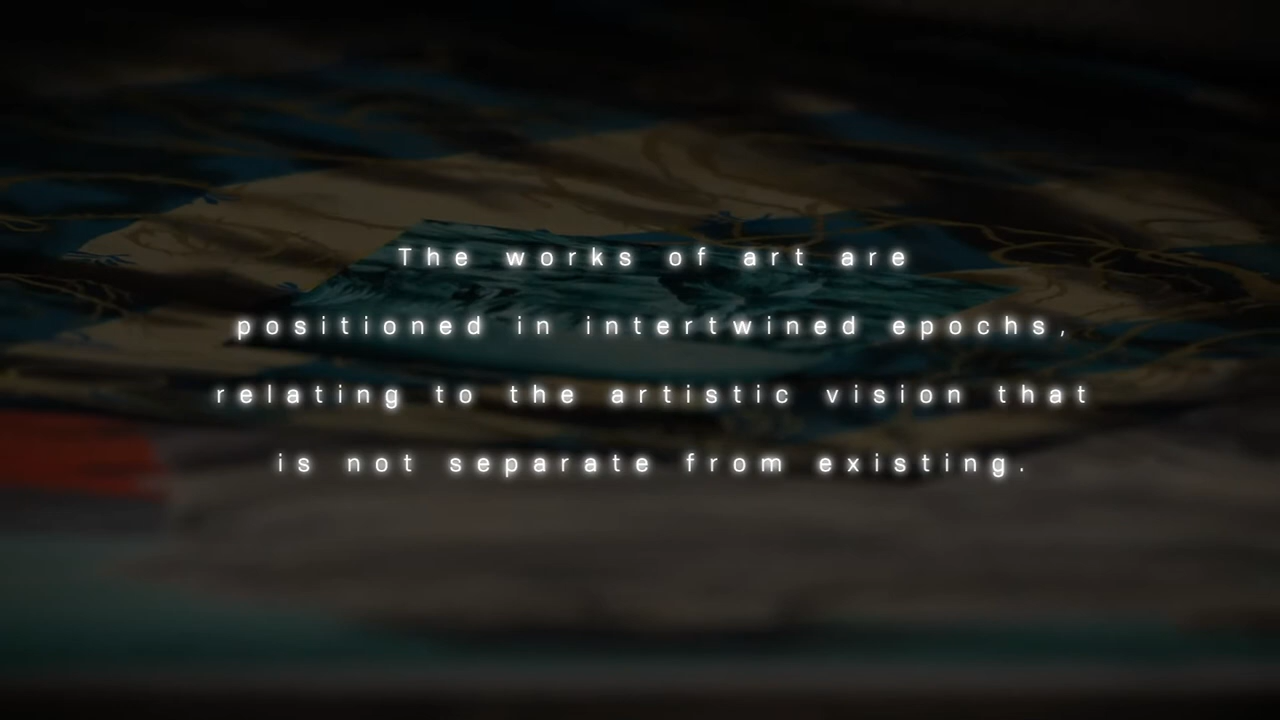 The works of art are
positioned in intertwined epochs,
relating to the artistic vision that
is not separate from existing.